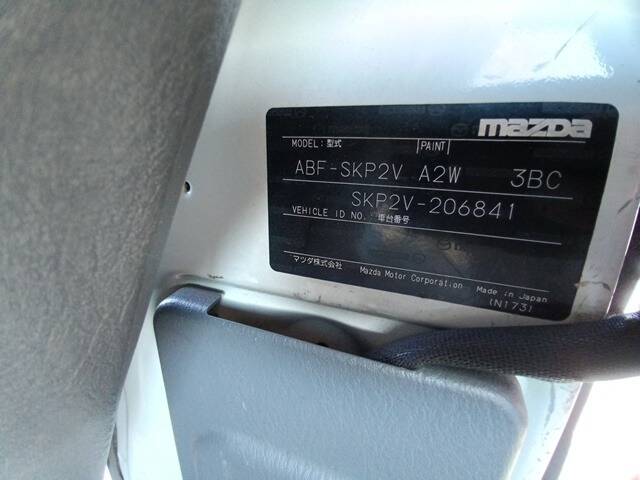 mazda
MODEL:型式 PAINT
ABF-SKP2V A2W 3BC
SKP2V-206841
VEHICLE ID NO. 車台番号
マツダ株式会社 Mazda Motor Corporation Made in Japan
(N173)